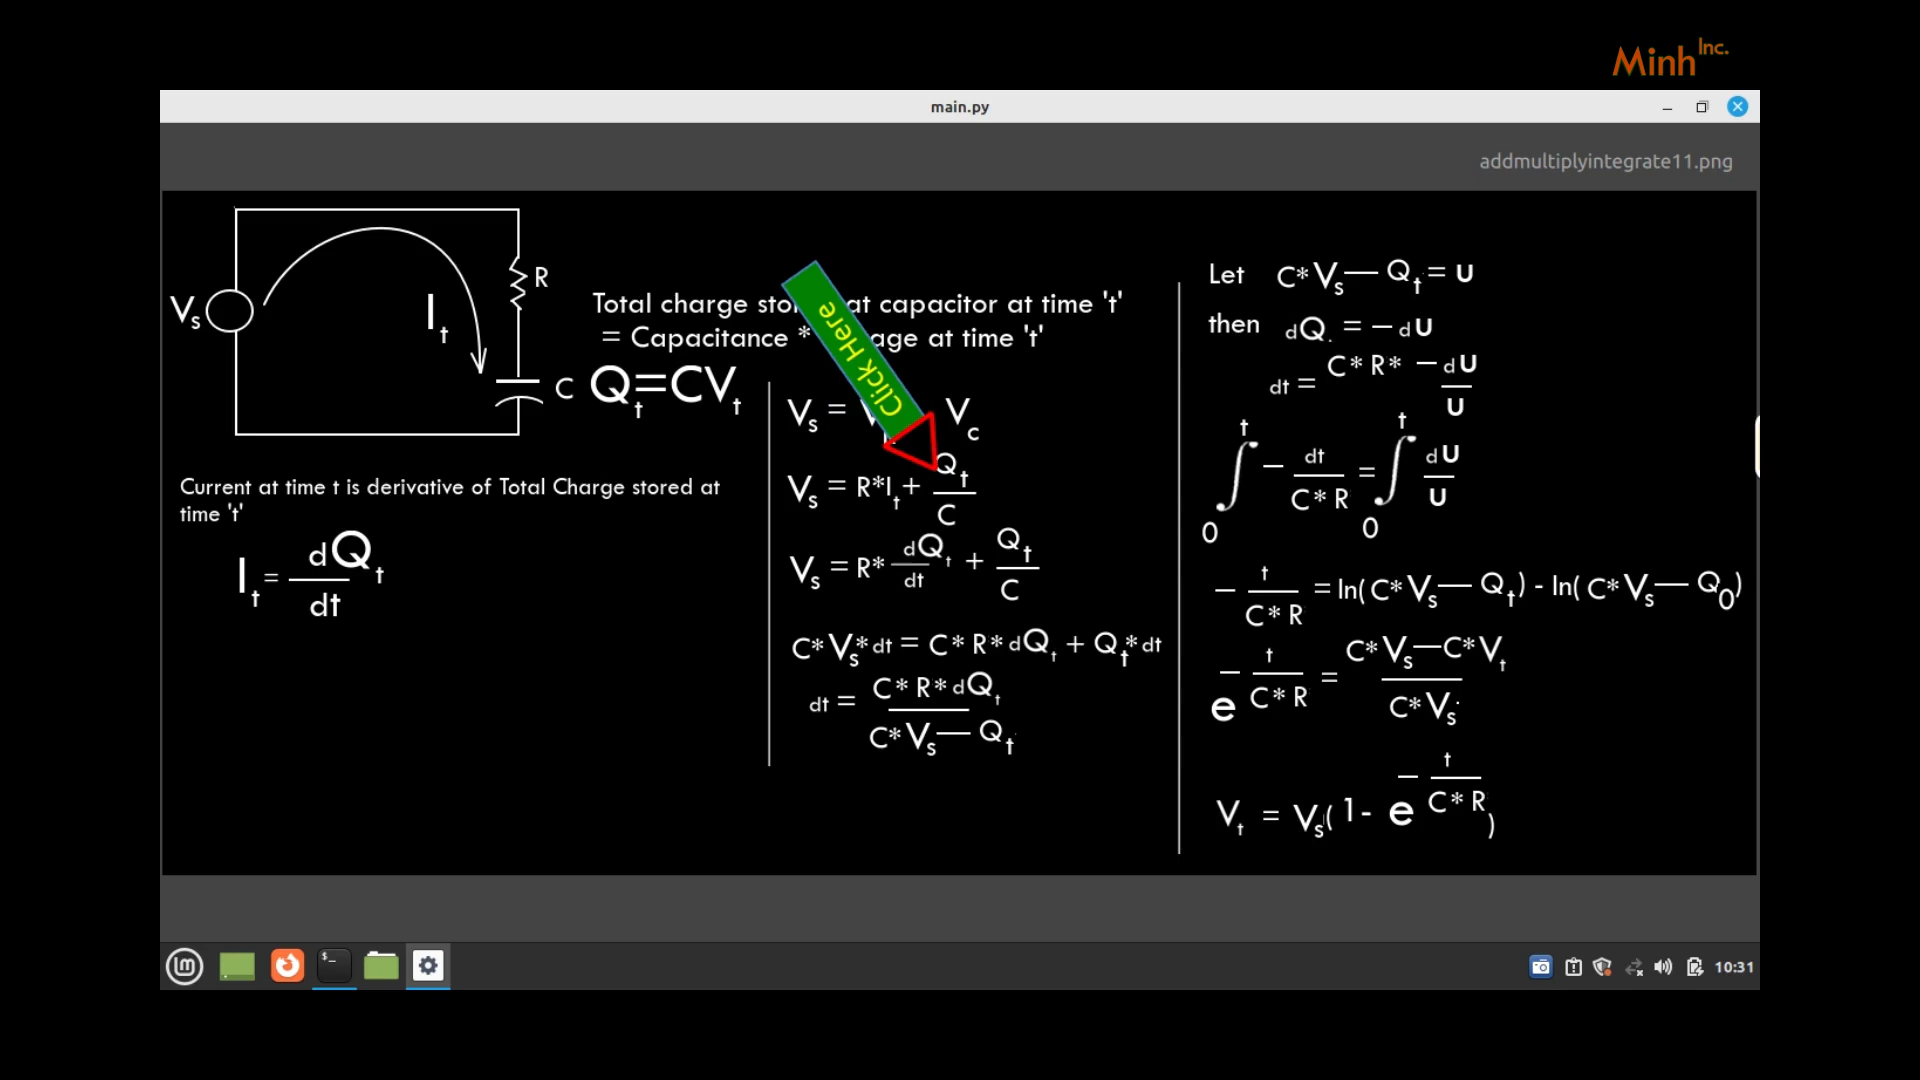 Minh Inc.
main.py
addmultiplyintegrate11.png
Vs
It
R
C
Total charge at capacitor at time 't'
= Capacitance * at time 't'
Qt=CVt
Current at time t is derivative of Total Charge stored at
time 't'
It = dQt
dt
Click Here
Vs = Vc
Vs = R*It+ Qt
C
Vs = R* dQt + Qt
dt C
C*Vs*dt = C*R*dQt + Qt*dt
dt = C*R*dQt
C*Vs—Qt
Let C*Vs—Qt = U
then dQ = -dU
dt = C*R* -dU
U
t t
∫ - dt = ∫ dU
C*R U
0 0
- t = ln(C*Vs—Qt) - ln(C*Vs—Q0)
C*R
e - t = C*Vs—C*Vt
C*R C*Vs
Vt = Vs(1- e - t )
C*R
$_
10:31